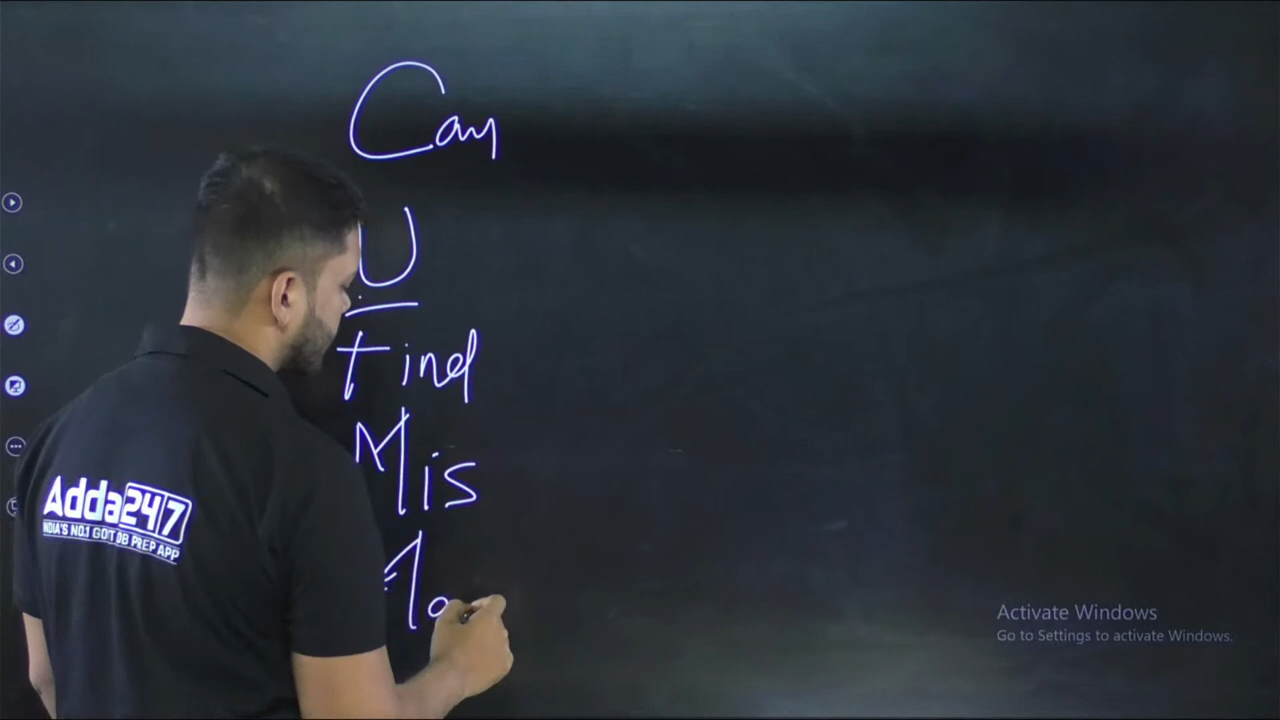 Can
U
Find
Mis
Adda247
INDIA'S NO.1 GOVT JOB PREP APP
Activate Windows
Go to Settings to activate Windows.